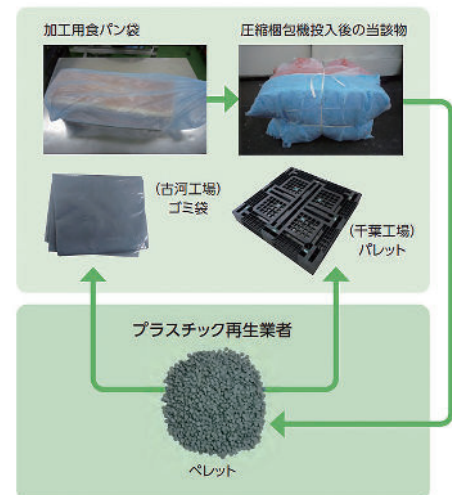 加工用食パン袋
圧縮梱包機投入後の当該物
(古河工場)
ゴミ袋
(千葉工場)
パレット
プラスチック再生業者
ペレット